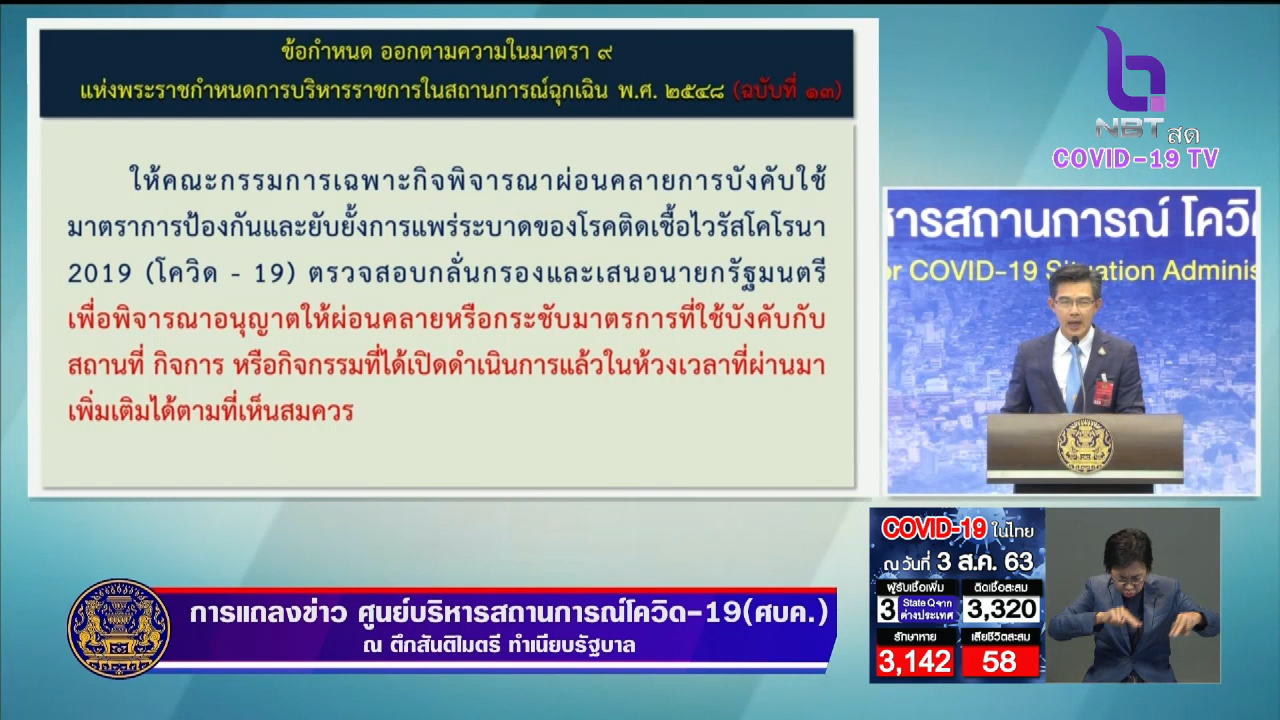 ข้อกำหนด ออกตามความในมาตรา ๙
แห่งพระราชกำหนดการบริหารราชการในสถานการณ์ฉุกเฉิน พ.ศ. ๒๕๔๘ (ฉบับที่ ๑๓)
ให้คณะกรรมการเฉพาะกิจพิจารณาผ่อนคลายการบังคับใช้
มาตราการป้องกันและยับยั้งการแพร่ระบาดของโรคติดเชื้อไวรัสโคโรนา
2019 (โควิด - 19) ตรวจสอบกลั่นกรองและเสนอนายกรัฐมนตรี
เพื่อพิจารณาอนุญาตให้ผ่อนคลายหรือกระชับมาตรการที่ใช้บังคับกับ
สถานที่ กิจการ หรือกิจกรรมที่ได้เปิดดำเนินการแล้วในห้วงเวลาที่ผ่านมา
เพิ่มเติมได้ตามที่เห็นสมควร
NBT สด
COVID-19 TV
หารสถานการณ์ โควิ
or COVID-19 Situation Adminis
COVID-19 ในไทย
ณ วันที่ 3 ส.ค. 63
ผู้รับเชื้อเพิ่ม ติดเชื้อสะสม
3 State Qจาก ต่างประเทศ 3,320
รักษาหาย เสียชีวิตสะสม
3,142 58
การแถลงข่าว ศูนย์บริหารสถานการณ์โควิด-19(ศบค.)
ณ ตึกสันติไมตรี ทำเนียบรัฐบาล